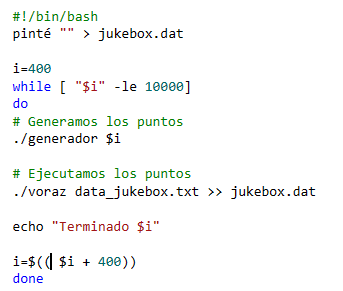 #!/bin/bash
pinté "" > jukebox.dat
i=400
while [ "$i" -le 10000]
do
# Generamos los puntos
./generador $i
# Ejecutamos los puntos
./voraz data_jukebox.txt >> jukebox.dat
echo "Terminado $i"
i=$(( $i + 400))
done